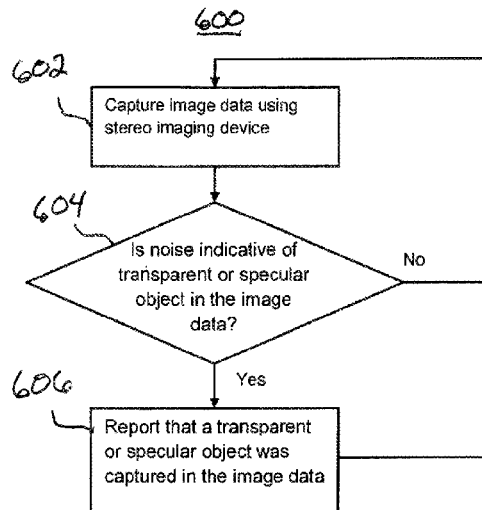 600
602
Capture image data using
stereo imaging device
604
Is noise indicative of
transparent or specular
object in the image
data?
No
Yes
606
Report that a transparent
or specular object was
captured in the image data